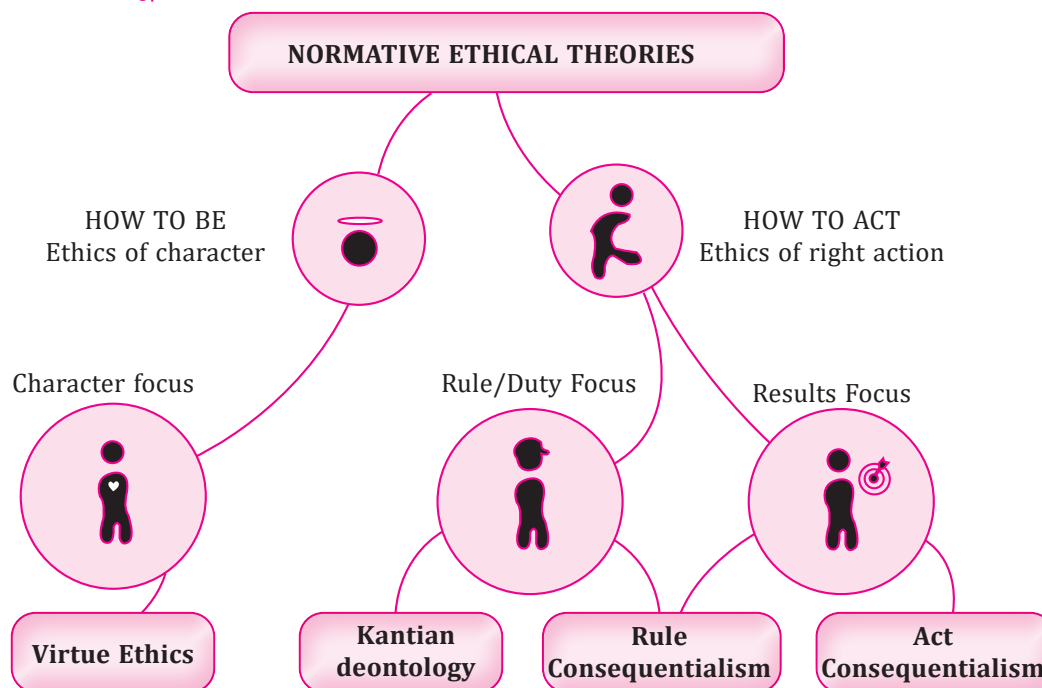 NORMATIVE ETHICAL THEORIES
HOW TO BE
Ethics of character
HOW TO ACT
Ethics of right action
Character focus
Rule/Duty Focus
Results Focus
Virtue Ethics
Kantian
deontology
Rule
Consequentialism
Act
Consequentialism